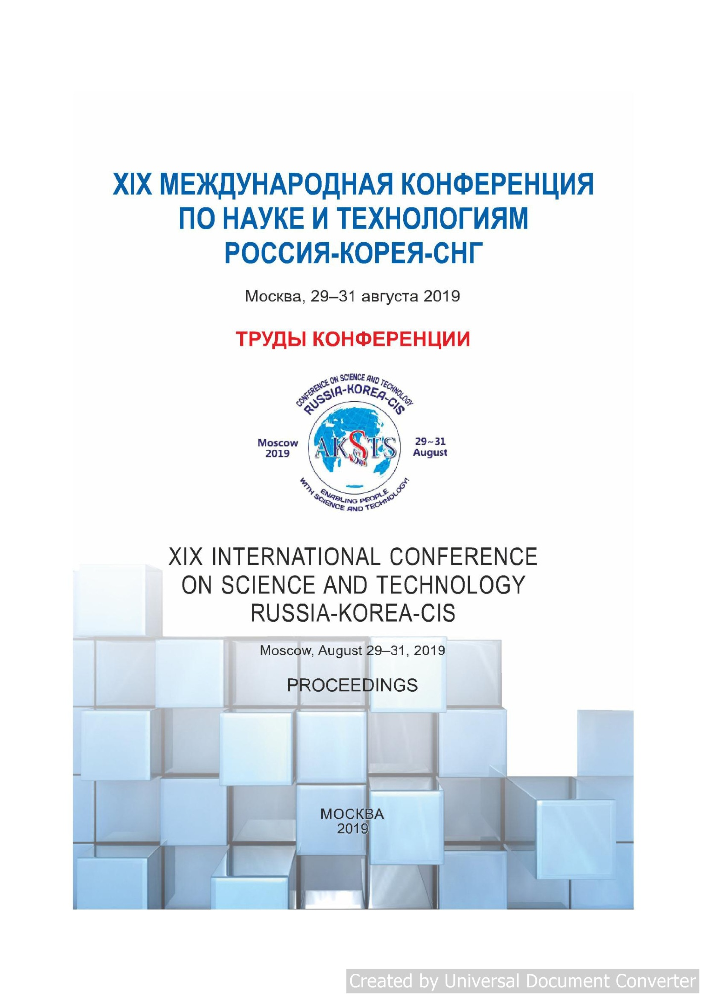 XIX МЕЖДУНАРОДНАЯ КОНФЕРЕНЦИЯ
ПО НАУКЕ И ТЕХНОЛОГИЯМ
РОССИЯ-КОРЕЯ-СНГ
Москва, 29–31 августа 2019
ТРУДЫ КОНФЕРЕНЦИИ
CONFERENCE ON SCIENCE AND TECHNOLOGY
RUSSIA-KOREA-CIS
Moscow
2019
AKSTS
29~31
August
ENABLING PEOPLE
WITH SCIENCE AND TECHNOLOGY!
XIX INTERNATIONAL CONFERENCE
ON SCIENCE AND TECHNOLOGY
RUSSIA-KOREA-CIS
Moscow, August 29–31, 2019
PROCEEDINGS
МОСКВА
2019
Created by Universal Document Converter